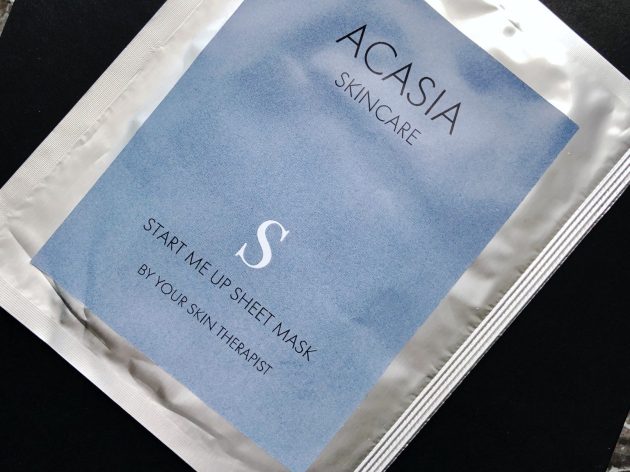 ACASIA
SKINCARE
S
START ME UP SHEET MASK
BY YOUR SKIN THERAPIST